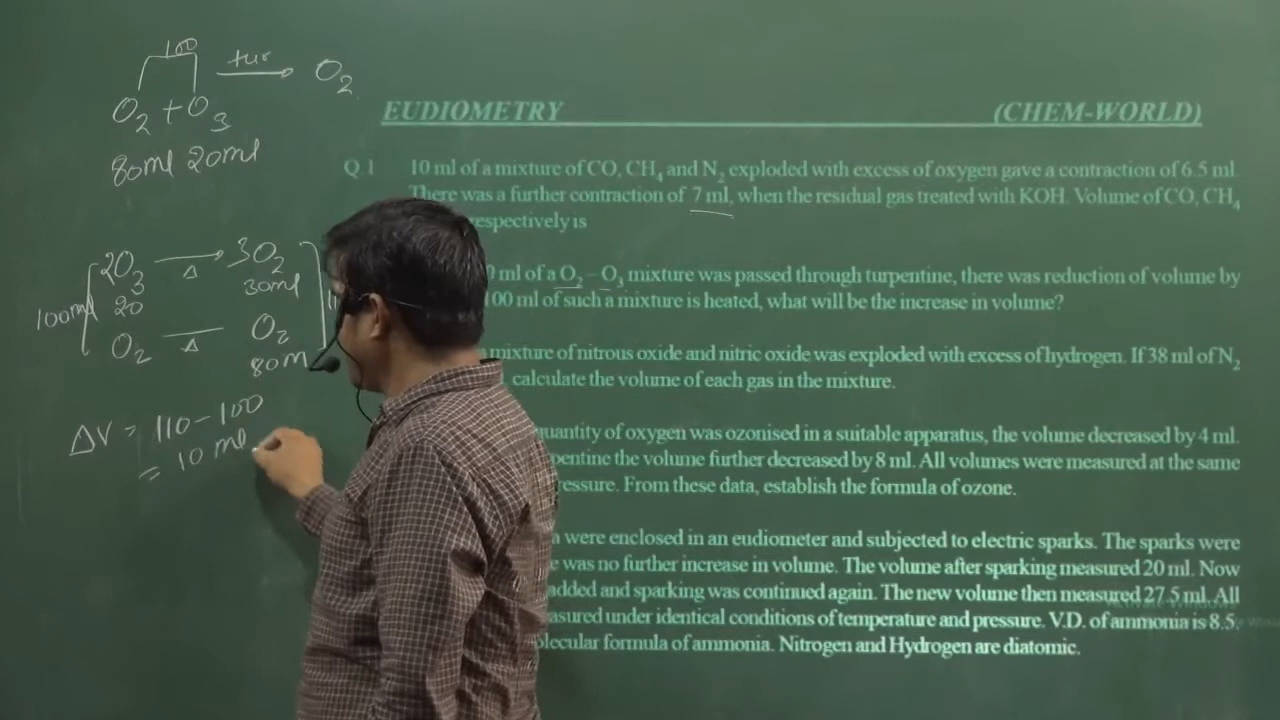 100
O2 + O3 tur → O2
80ml 20ml
100ml 2O3 Δ → 3O2
20 30ml
O2 Δ O2
80m
ΔV = 110 - 100
= 10 ml
EUDIOMETRY (CHEM-WORLD)
Q 1 10 ml of a mixture of CO, CH4 and N2 exploded with excess of oxygen gave a contraction of 6.5 ml.
There was a further contraction of 7 ml, when the residual gas treated with KOH. Volume of CO, CH4
respectively is
ml of a O2 – O3 mixture was passed through turpentine, there was reduction of volume by
100 ml of such a mixture is heated, what will be the increase in volume?
mixture of nitrous oxide and nitric oxide was exploded with excess of hydrogen. If 38 ml of N2
calculate the volume of each gas in the mixture.
quantity of oxygen was ozonised in a suitable apparatus, the volume decreased by 4 ml.
the volume further decreased by 8 ml. All volumes were measured at the same
From these data, establish the formula of ozone.
were enclosed in an eudiometer and subjected to electric sparks. The sparks were
was no further increase in volume. The volume after sparking measured 20 ml. Now
added and sparking was continued again. The new volume then measured 27.5 ml. All
under identical conditions of temperature and pressure. V.D. of ammonia is 8.5.
formula of ammonia. Nitrogen and Hydrogen are diatomic.